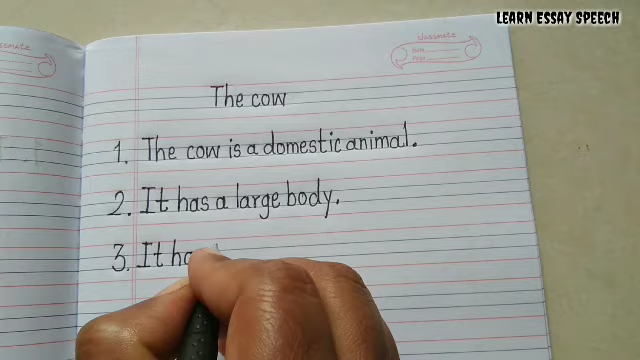 LEARN ESSAY SPEECH
classmate
The cow
1. The cow is a domestic animal.
2. It has a large body.
3. It ha